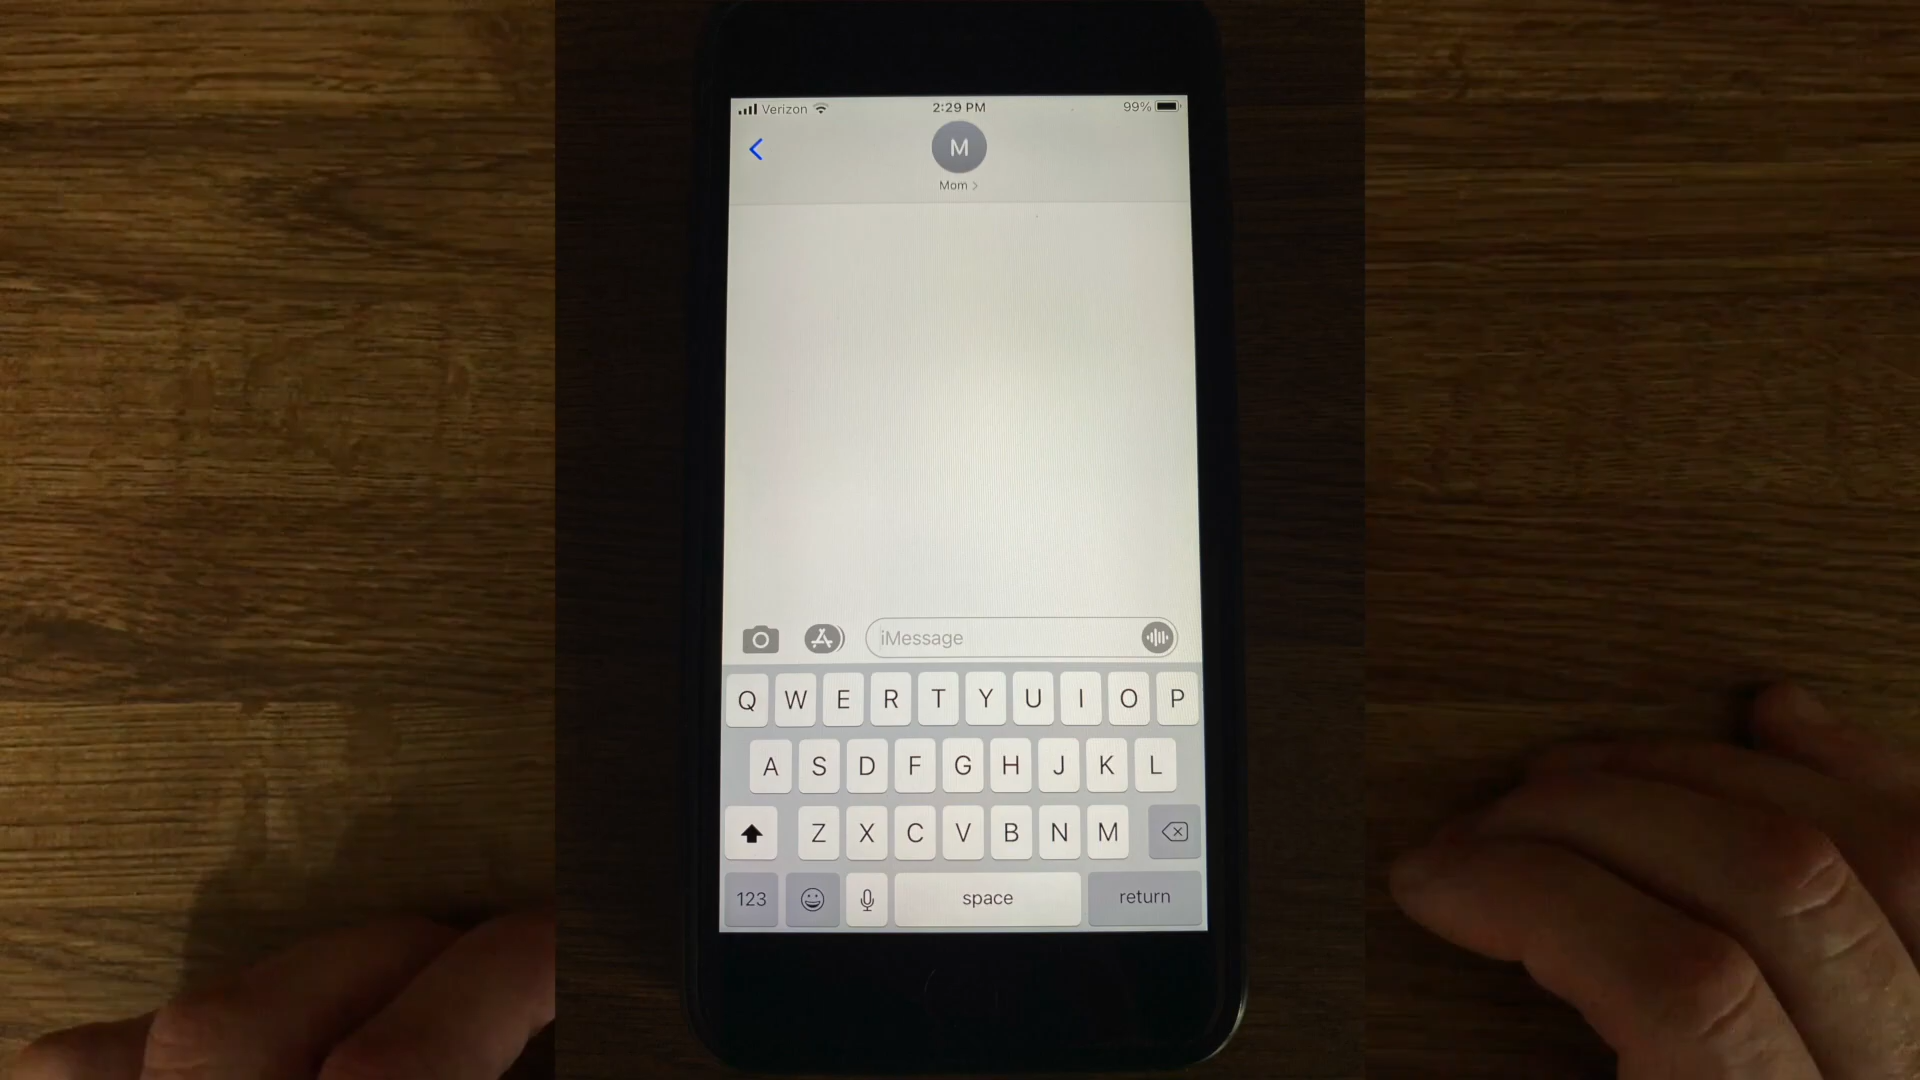 Verizon 2:29 PM 99%
M
Mom >
iMessage
Q W E R T Y U I O P
A S D F G H J K L
Z X C V B N M
123 space return